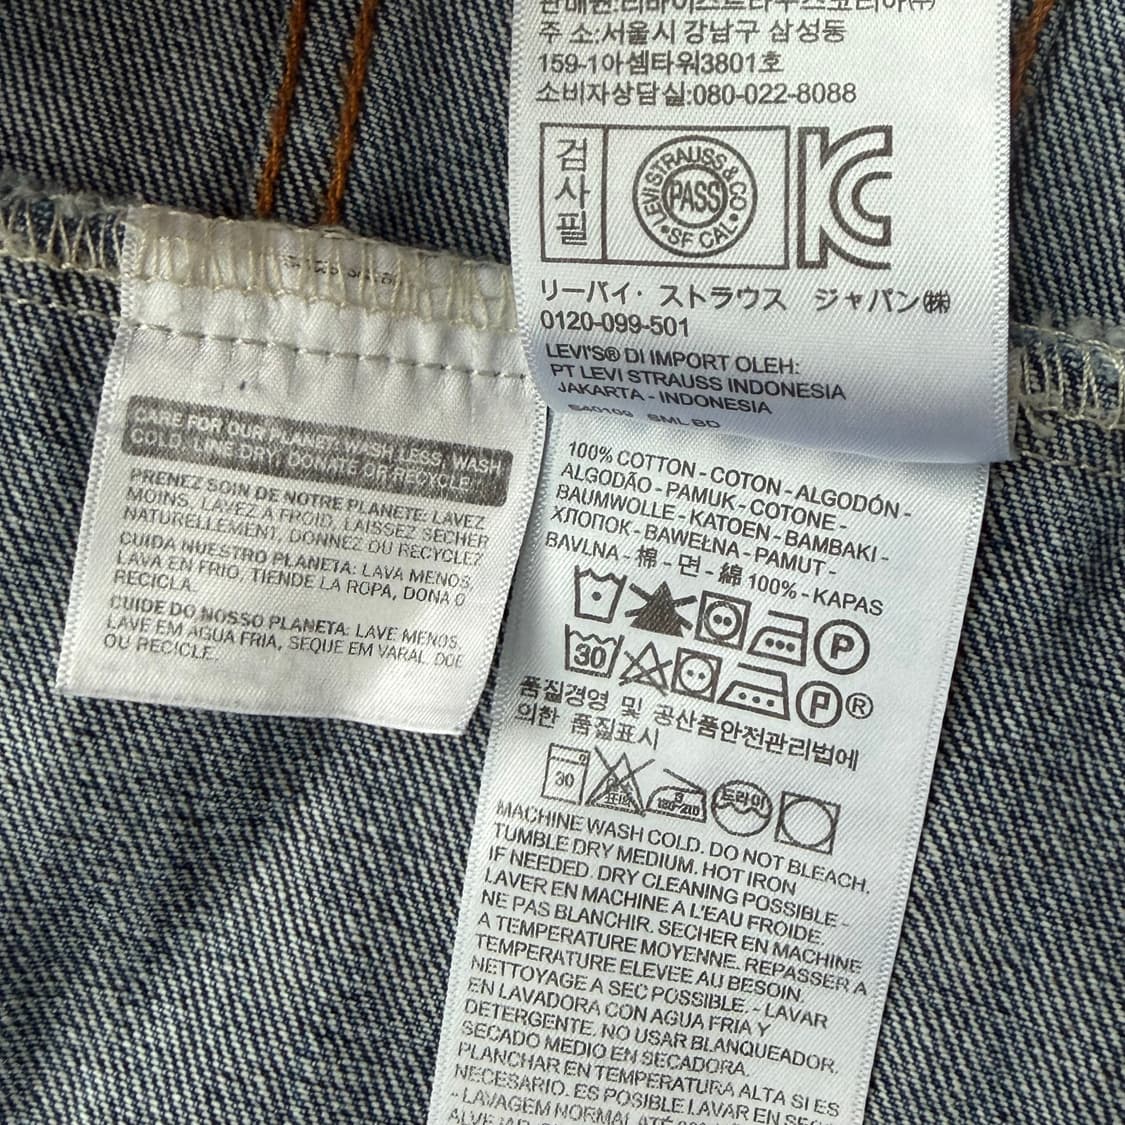 주 소:서울시 강남구 삼성동
159-1아셈타워3801호
소비자상담실:080-022-8088
검사필
LEVI STRAUSS & CO
PASS
SF CAL
KC
リーバイ・ストラウス ジャパン㈱
0120-099-501
LEVI'S® DI IMPORT OLEH:
PT LEVI STRAUSS INDONESIA
JAKARTA - INDONESIA
SML BD
CARE FOR OUR PLANET: WASH LESS, WASH
COLD, LINE DRY, DONATE OR RECYCLE.
PRENEZ SOIN DE NOTRE PLANETE: LAVEZ
MOINS, LAVEZ A FROID, LAISSEZ SECHER
NATURELLEMENT, DONNEZ OU RECYCLEZ
CUIDA NUESTRO PLANETA: LAVA MENOS,
LAVA EN FRIO, TIENDE LA ROPA, DONA O
RECICLA.
CUIDE DO NOSSO PLANETA: LAVE MENOS,
LAVE EM AGUA FRIA, SEQUE EM VARAL, DOE
OU RECICLE.
100% COTTON - COTON - ALGODÓN -
ALGODÃO - PAMUK - COTONE -
BAUMWOLLE - KATOEN - BAMBAKI -
ХЛОПОК - BAWEŁNA - PAMUT -
BAVLNA - 棉 - 면 - 綿 100% - KAPAS
P
30
P ®
품질경영 및 공산품안전관리법에
의한 품질표시
30
180~210
드라이
MACHINE WASH COLD. DO NOT BLEACH.
TUMBLE DRY MEDIUM. HOT IRON
IF NEEDED. DRY CLEANING POSSIBLE -
LAVER EN MACHINE A L'EAU FROIDE.
NE PAS BLANCHIR. SECHER EN MACHINE
A TEMPERATURE MOYENNE. REPASSER A
TEMPERATURE ELEVEE AU BESOIN.
NETTOYAGE A SEC POSSIBLE. - LAVAR
EN LAVADORA CON AGUA FRIA Y
DETERGENTE. NO USAR BLANQUEADOR.
SECADO MEDIO EN SECADORA.
PLANCHAR EN TEMPERATURA ALTA SI ES
NECESARIO. ES POSIBLE LAVAR EN
- LAVAGEM NORMAL ATÉ